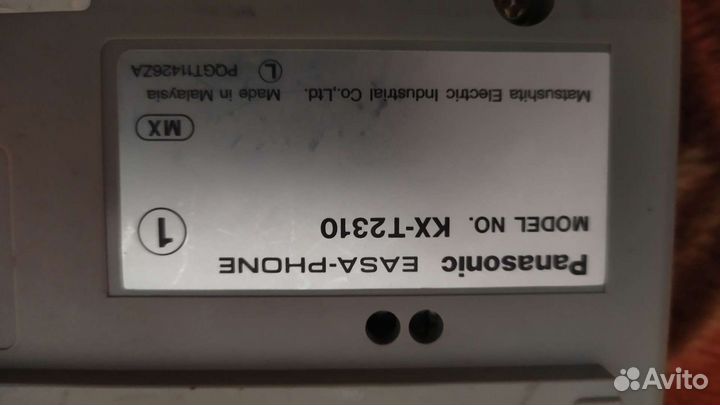 Panasonic EASA-PHONE
MODEL NO. KX-T2310
1
MX
Matsushita Electric Industrial Co.,Ltd. Made in Malaysia
L PQGT11426ZA
Avito